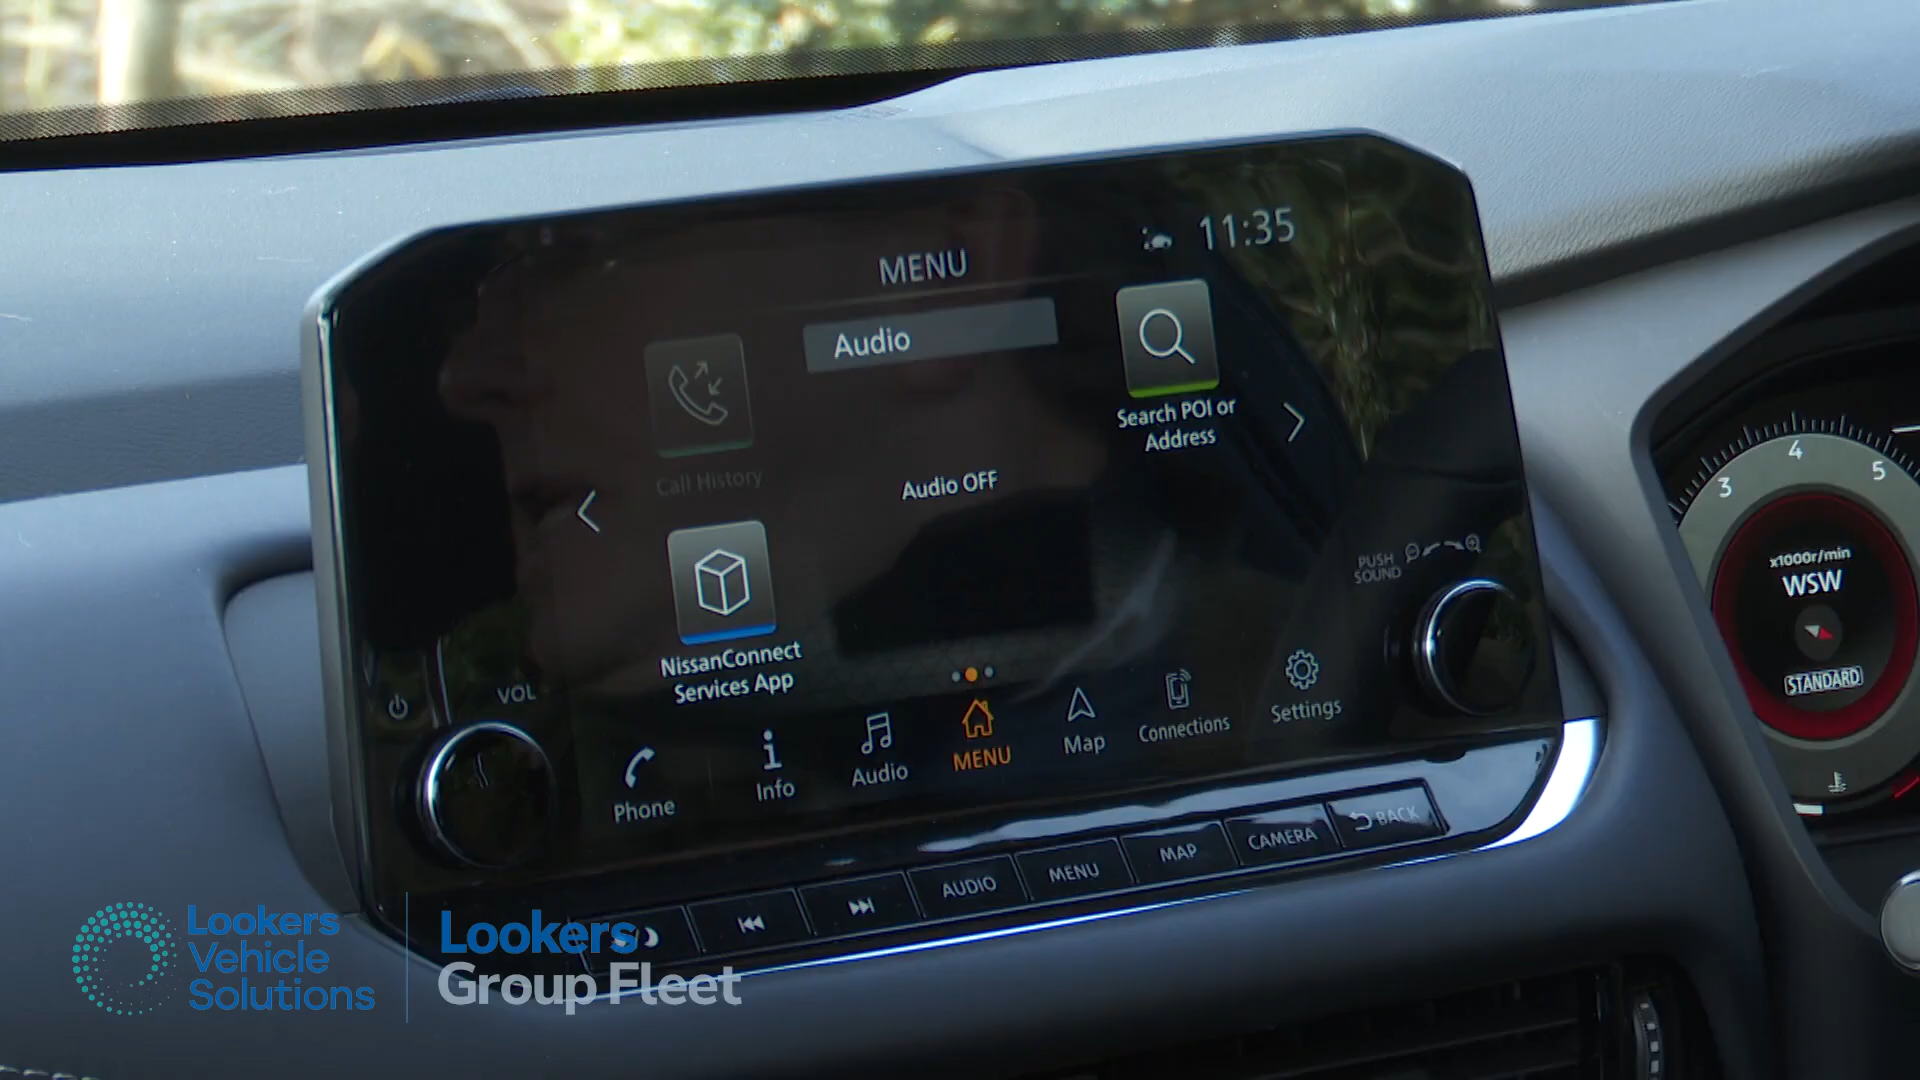 11:35
MENU
Audio
Call History
Search POI or
Address
Audio OFF
NissanConnect
Services App
PUSH
SOUND
VOL
Phone
Info
Audio
MENU
Map
Connections
Settings
AUDIO
MENU
MAP
CAMERA
BACK
3
4
5
x1000r/min
WSW
STANDARD
Lookers
Vehicle
Solutions
Lookers
Group Fleet